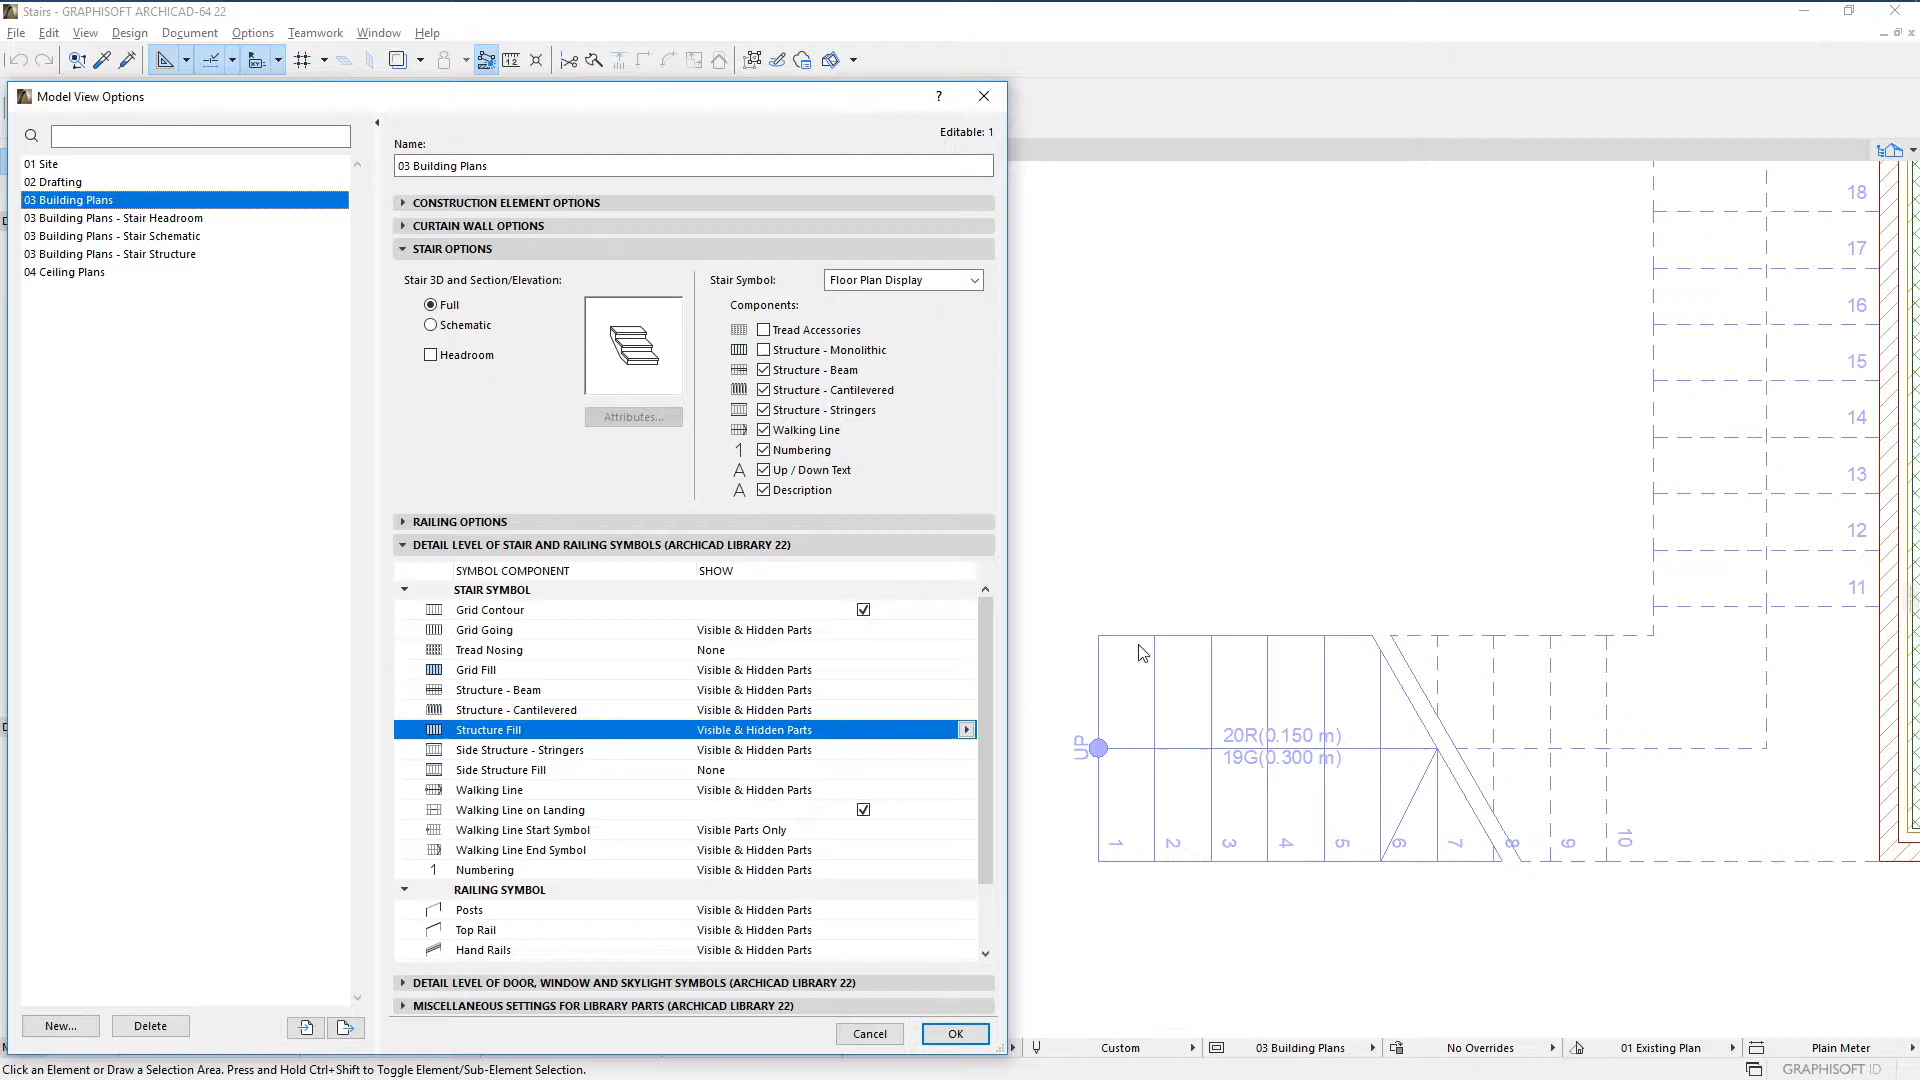 Stairs - GRAPHISOFT ARCHICAD-64 22
File Edit View Design Document Options Teamwork Window Help
Model View Options
?
Editable: 1
Name:
03 Building Plans
01 Site
02 Drafting
03 Building Plans
03 Building Plans - Stair Headroom
03 Building Plans - Stair Schematic
03 Building Plans - Stair Structure
04 Ceiling Plans
CONSTRUCTION ELEMENT OPTIONS
CURTAIN WALL OPTIONS
STAIR OPTIONS
Stair 3D and Section/Elevation:
Full
Schematic
Headroom
Attributes...
Stair Symbol: Floor Plan Display
Components:
Tread Accessories
Structure - Monolithic
Structure - Beam
Structure - Cantilevered
Structure - Stringers
Walking Line
1 Numbering
A Up / Down Text
A Description
RAILING OPTIONS
DETAIL LEVEL OF STAIR AND RAILING SYMBOLS (ARCHICAD LIBRARY 22)
SYMBOL COMPONENT SHOW
STAIR SYMBOL
Grid Contour
Grid Going Visible & Hidden Parts
Tread Nosing None
Grid Fill Visible & Hidden Parts
Structure - Beam Visible & Hidden Parts
Structure - Cantilevered Visible & Hidden Parts
Structure Fill Visible & Hidden Parts
Side Structure - Stringers Visible & Hidden Parts
Side Structure Fill None
Walking Line Visible & Hidden Parts
Walking Line on Landing
Walking Line Start Symbol Visible Parts Only
Walking Line End Symbol Visible & Hidden Parts
1 Numbering Visible & Hidden Parts
RAILING SYMBOL
Posts Visible & Hidden Parts
Top Rail Visible & Hidden Parts
Hand Rails Visible & Hidden Parts
DETAIL LEVEL OF DOOR, WINDOW AND SKYLIGHT SYMBOLS (ARCHICAD LIBRARY 22)
MISCELLANEOUS SETTINGS FOR LIBRARY PARTS (ARCHICAD LIBRARY 22)
New... Delete
Cancel OK
18
17
16
15
14
13
12
11
UP
20R(0.150 m)
19G(0.300 m)
1 2 3 4 5 6 7 8 9 10
Custom 03 Building Plans No Overrides 01 Existing Plan Plain Meter
Click an Element or Draw a Selection Area. Press and Hold Ctrl+Shift to Toggle Element/Sub-Element Selection.
GRAPHISOFT ID